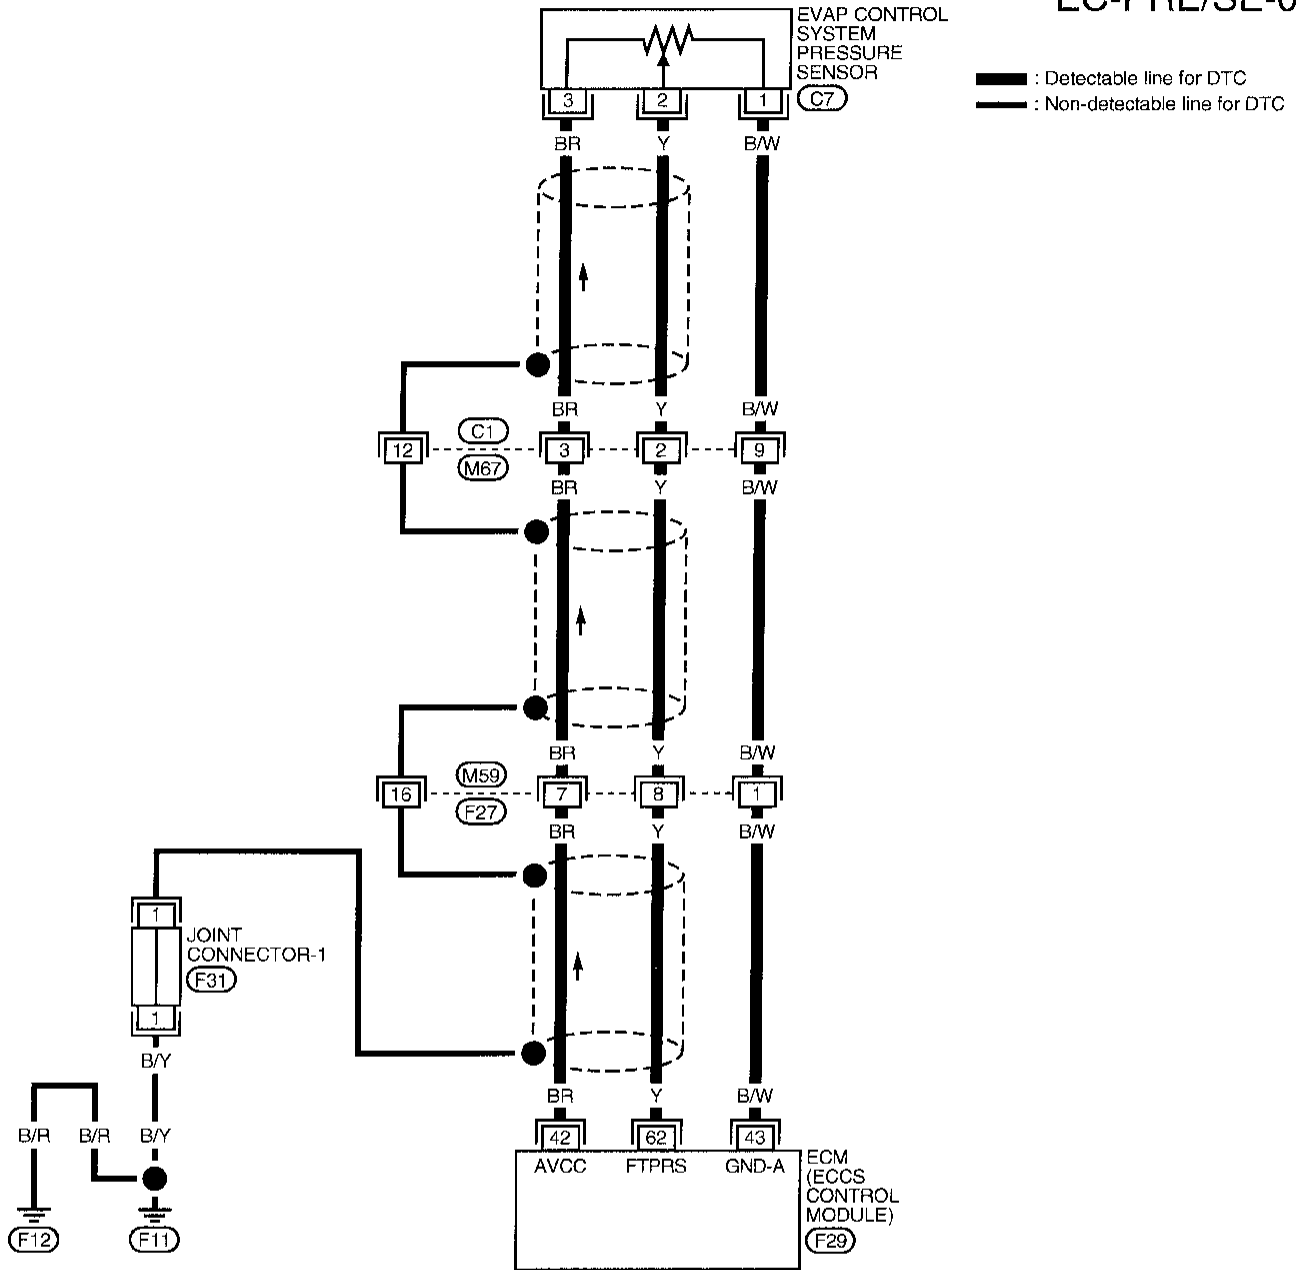 EVAP CONTROL
SYSTEM
PRESSURE
SENSOR
C7
: Detectable line for DTC
: Non-detectable line for DTC
3 2 1
BR Y B/W
BR Y B/W
C1
12 3 2 9
M67
BR Y B/W
BR Y B/W
M59
16 7 8 1
F27
BR Y B/W
1
JOINT
CONNECTOR-1
F31
1
B/Y
BR Y B/W
B/R B/R B/Y
42 62 43
AVCC FTPRS GND-A
ECM
(ECCS
CONTROL
MODULE)
F29
F12 F11